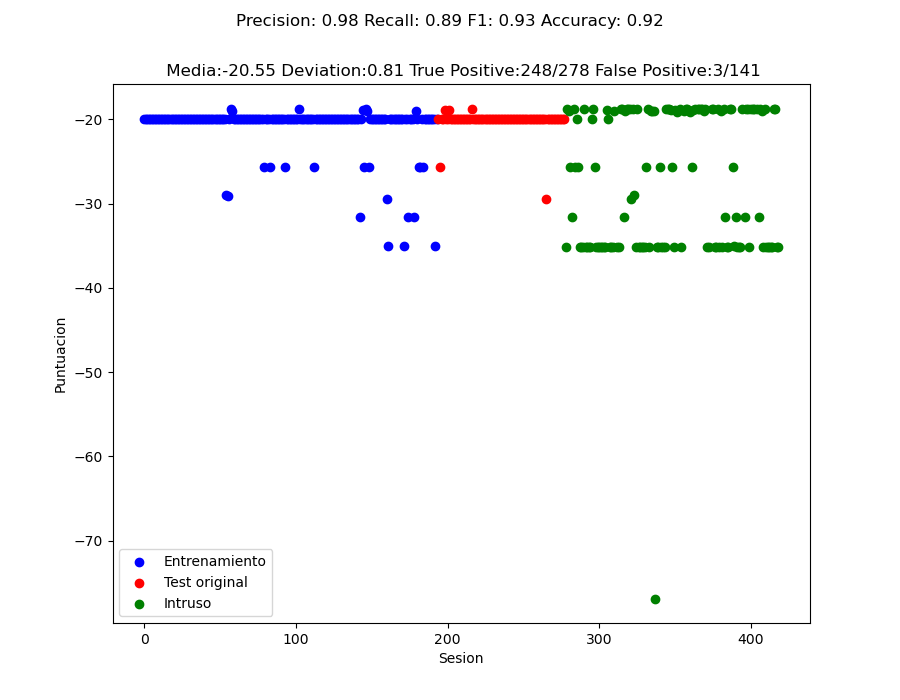 Precision: 0.98 Recall: 0.89 F1: 0.93 Accuracy: 0.92
Media:-20.55 Deviation:0.81 True Positive:248/278 False Positive:3/141
−20
−30
−40
−50
−60
−70
Puntuacion
Entrenamiento
Test original
Intruso
0 100 200 300 400
Sesion